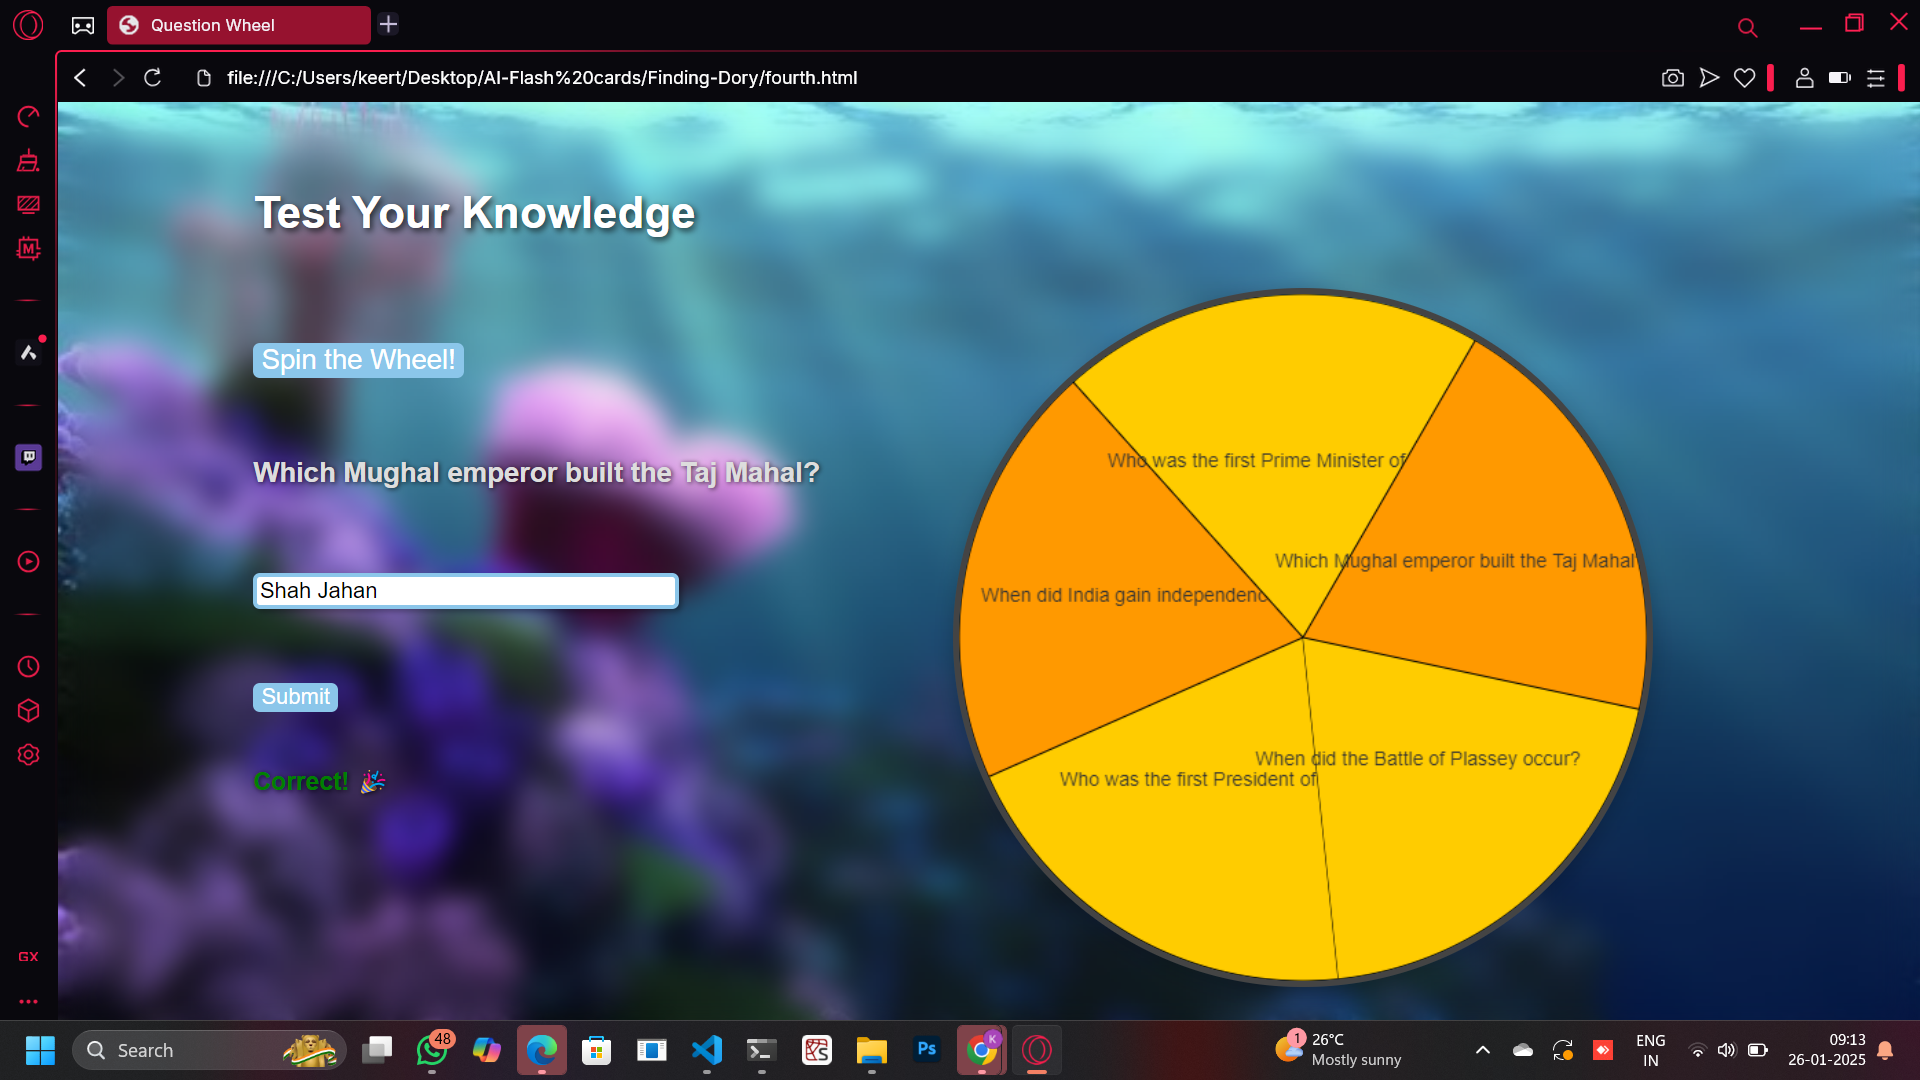 Question Wheel
file:///C:/Users/keert/Desktop/AI-Flash%20cards/Finding-Dory/fourth.html
M
Test Your Knowledge
Spin the Wheel!
Which Mughal emperor built the Taj Mahal?
Shah Jahan
Submit
Correct! 🎉
Who was the first Prime Minister of
Which Mughal emperor built the Taj Mahal
When did India gain independenc
When did the Battle of Plassey occur?
Who was the first President of
GX
Search
48
Ps
K
1
26°C
Mostly sunny
ENG
IN
09:13
26-01-2025